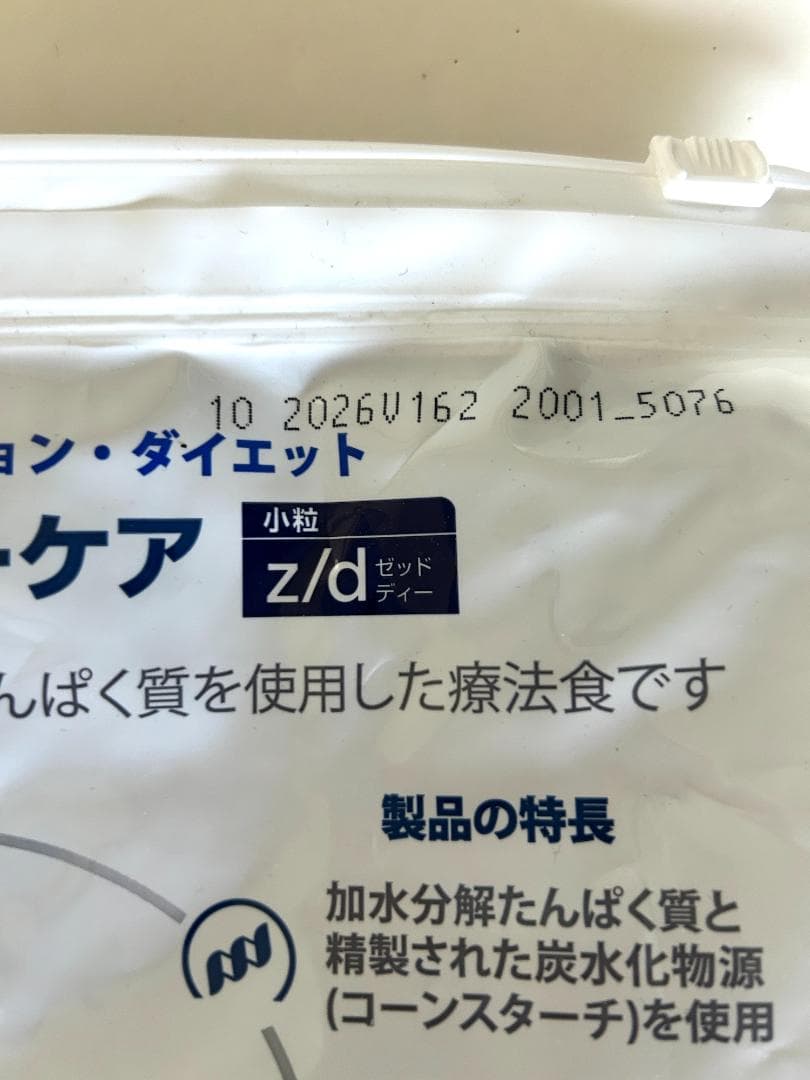 10 2026V162 2001_5076
ョン・ダイエット
ーケア
小粒
z/d ゼッド
ディー
んぱく質を使用した療法食です
製品の特長
加水分解たんぱく質と
精製された炭水化物源
(コーンスターチ)を使用